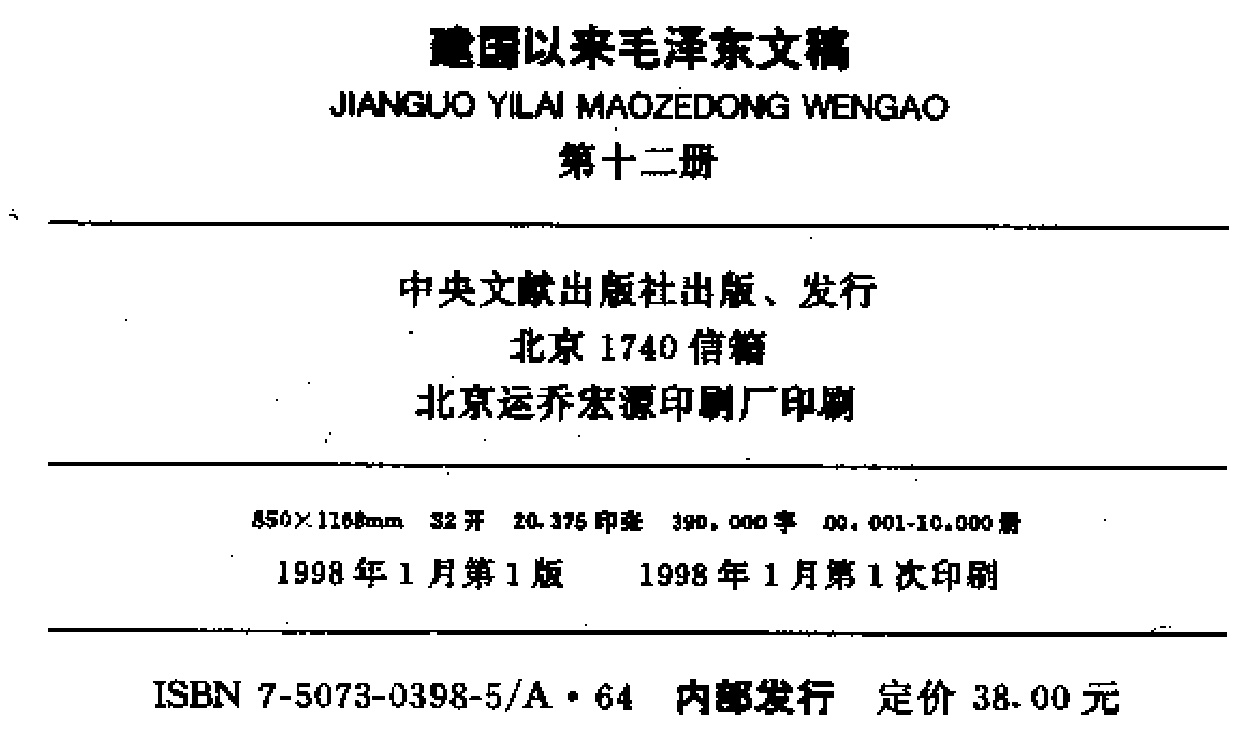 建国以来毛泽东文稿
JIANGUO YILAI MAOZEDONG WENGAO
第十二册
中央文献出版社出版、发行
北京 1740 信箱
北京运乔宏源印刷厂印刷
850×1168mm 32开 20.375印张 390.000字 00.001-10.000册
1998年1月第1版 1998年1月第1次印刷
ISBN 7-5073-0398-5/A·64 内部发行 定价 38.00元